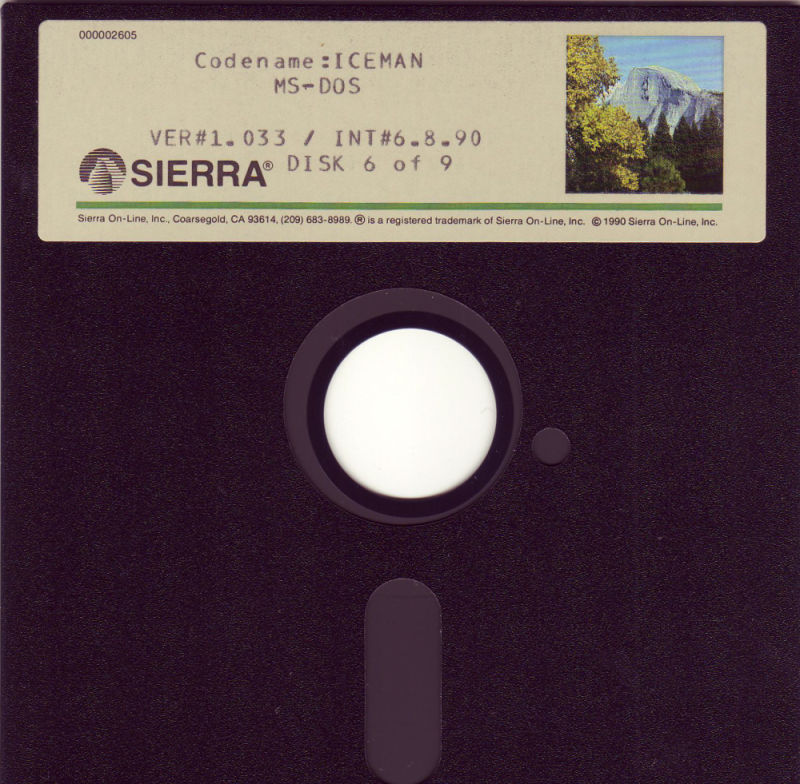 000002605
Codename:ICEMAN
MS-DOS
VER#1.033 / INT#6.8.90
SIERRA® DISK 6 of 9
Sierra On-Line, Inc., Coarsegold, CA 93614, (209) 683-8989. ® is a registered trademark of Sierra On-Line, Inc. © 1990 Sierra On-Line, Inc.